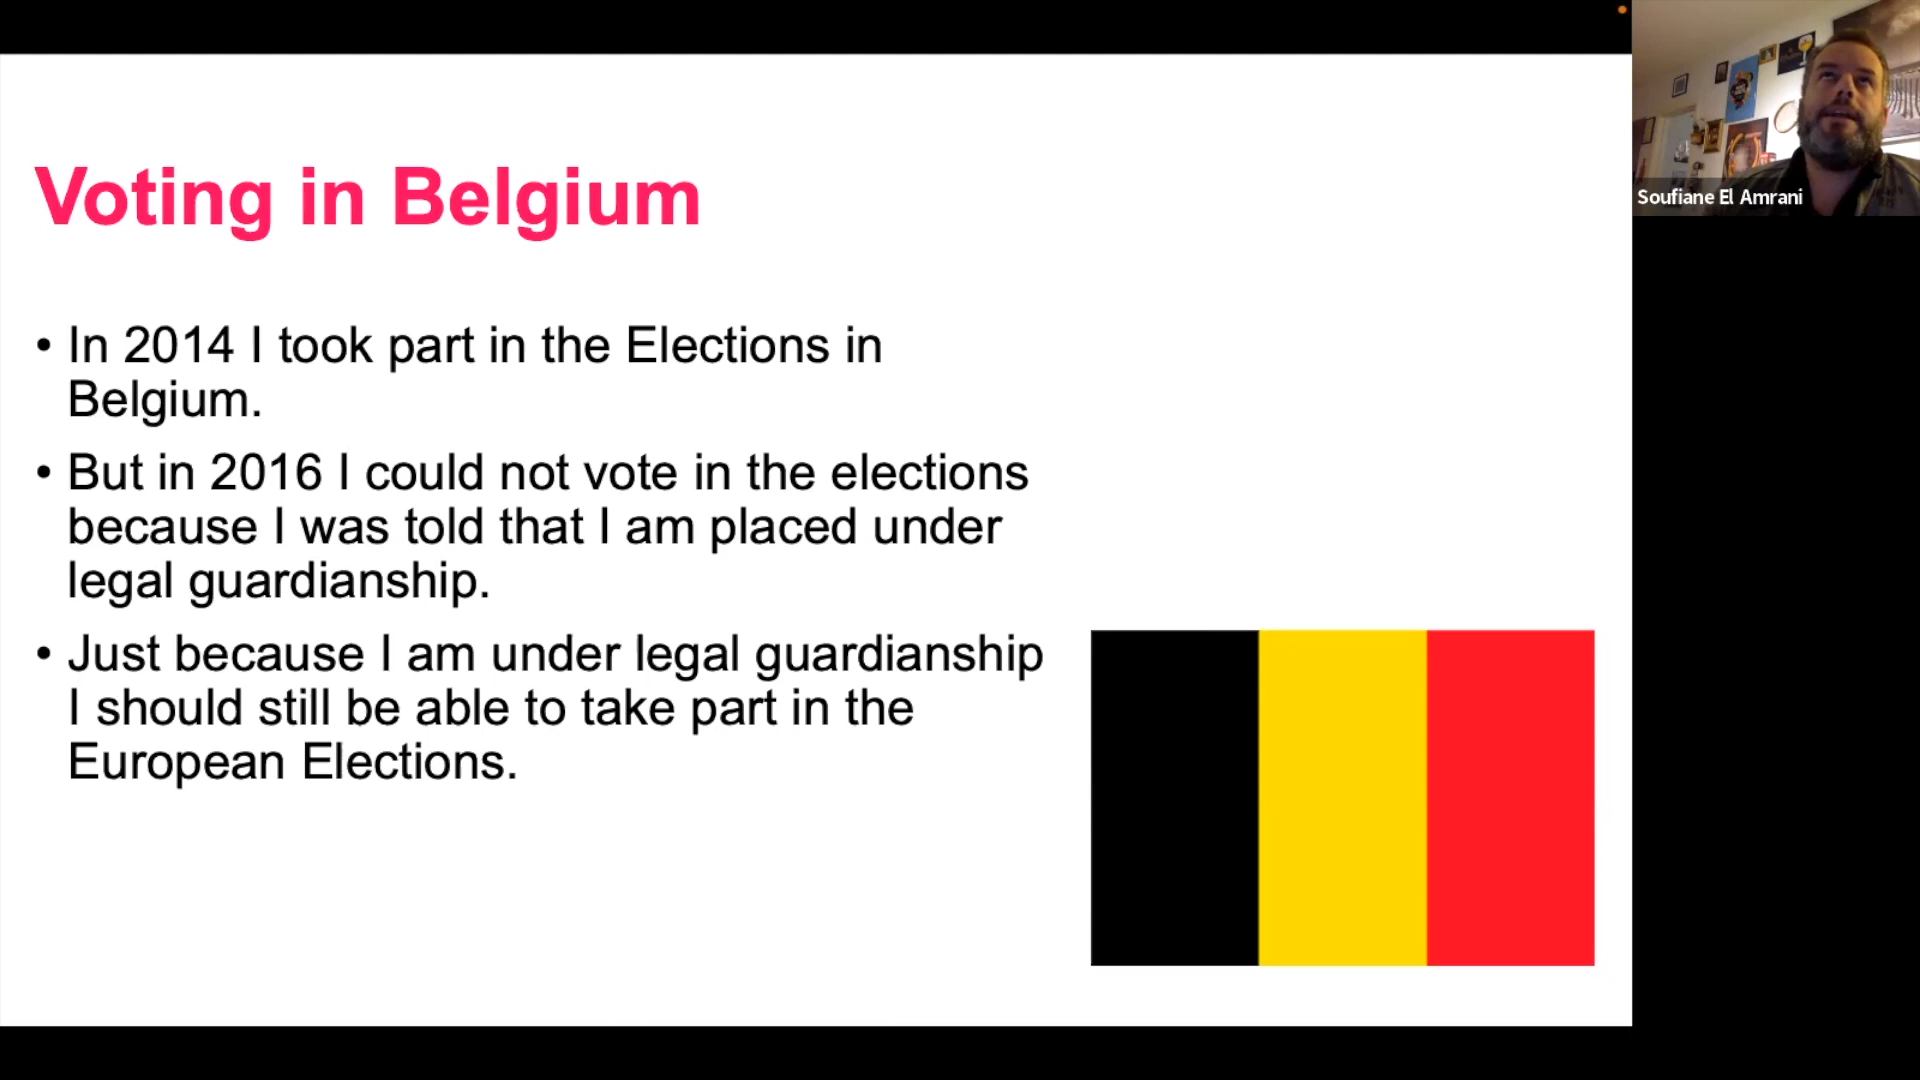 Voting in Belgium
• In 2014 I took part in the Elections in
Belgium.
• But in 2016 I could not vote in the elections
because I was told that I am placed under
legal guardianship.
• Just because I am under legal guardianship
I should still be able to take part in the
European Elections.
Soufiane El Amrani